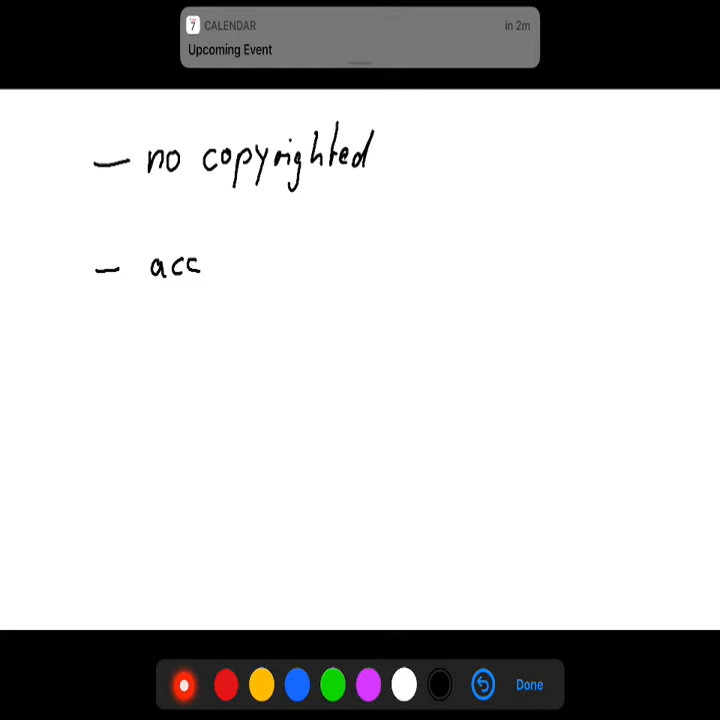 7 CALENDAR in 2m
Upcoming Event
— no copyrighted
— acc
Done